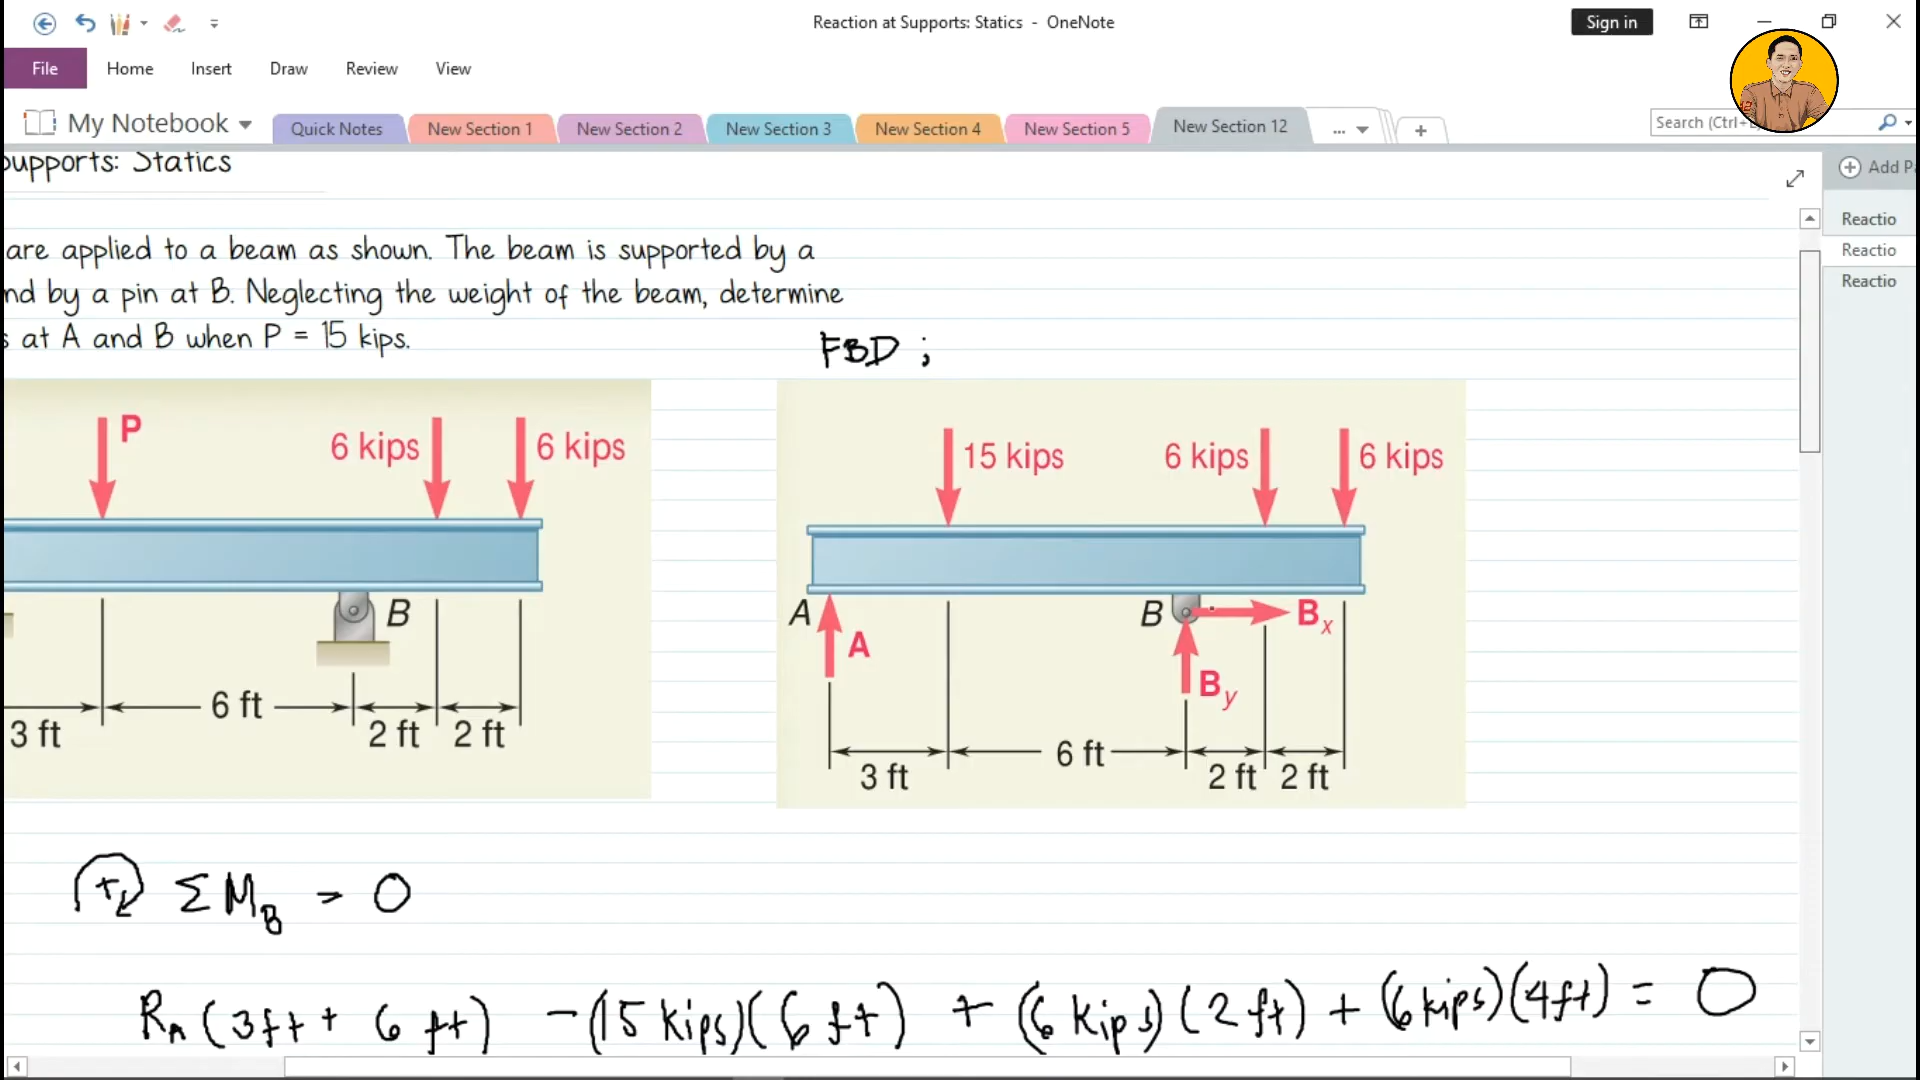 Reaction at Supports: Statics - OneNote
Sign in
File Home Insert Draw Review View
My Notebook Quick Notes New Section 1 New Section 2 New Section 3 New Section 4 New Section 5 New Section 12 ... +
Search (Ctrl+
Add P
upports: Statics
Reactio
Reactio
Reactio
are applied to a beam as shown. The beam is supported by a
nd by a pin at B. Neglecting the weight of the beam, determine
s at A and B when P = 15 kips.
FBD ;
P 6 kips 6 kips
B
6 ft
3 ft 2 ft 2 ft
15 kips 6 kips 6 kips
A A B Bx
By
6 ft
3 ft 2 ft 2 ft
+ ΣM_B = 0
R_A (3ft + 6 ft) - (15 kips)(6 ft) + (6 kips)(2 ft) + (6 kips)(4ft) = 0